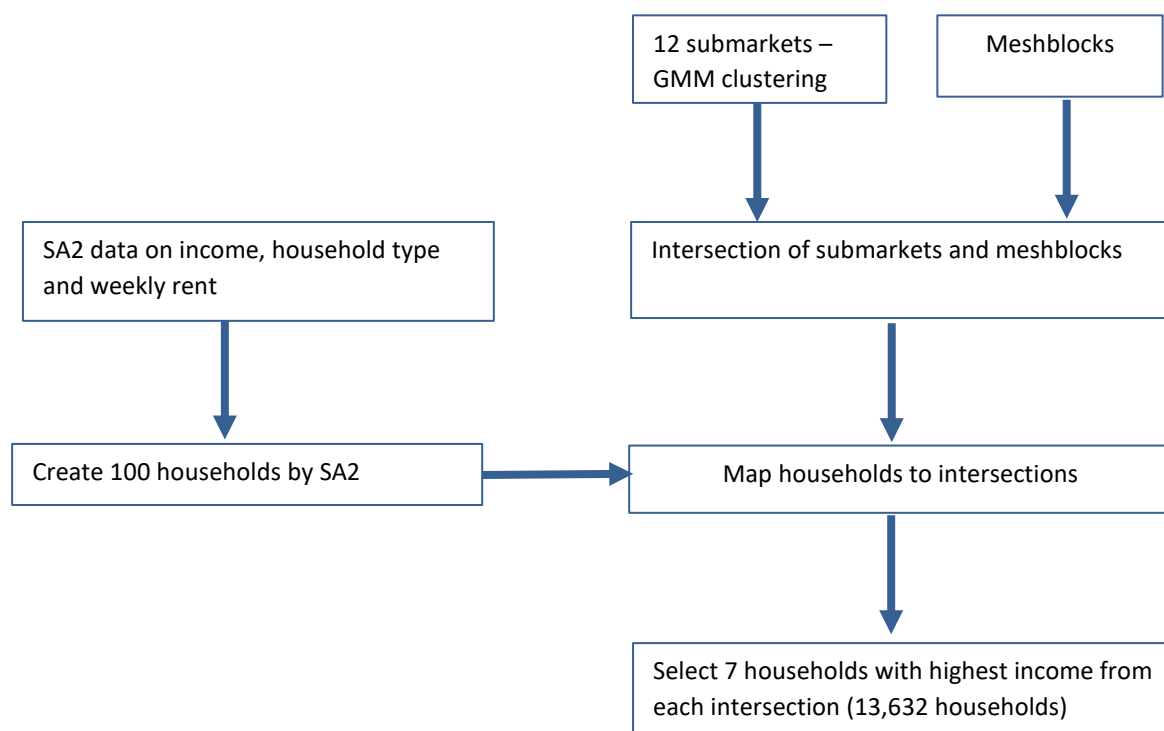 12 submarkets –
GMM clustering
Meshblocks
SA2 data on income, household type
and weekly rent
Intersection of submarkets and meshblocks
Create 100 households by SA2
Map households to intersections
Select 7 households with highest income from
each intersection (13,632 households)